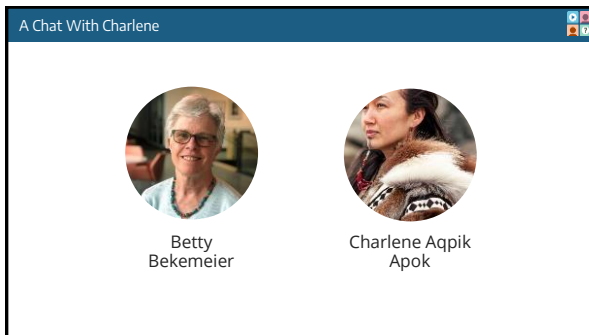 A Chat With Charlene
?
Betty
Bekemeier
Charlene Aqpik
Apok